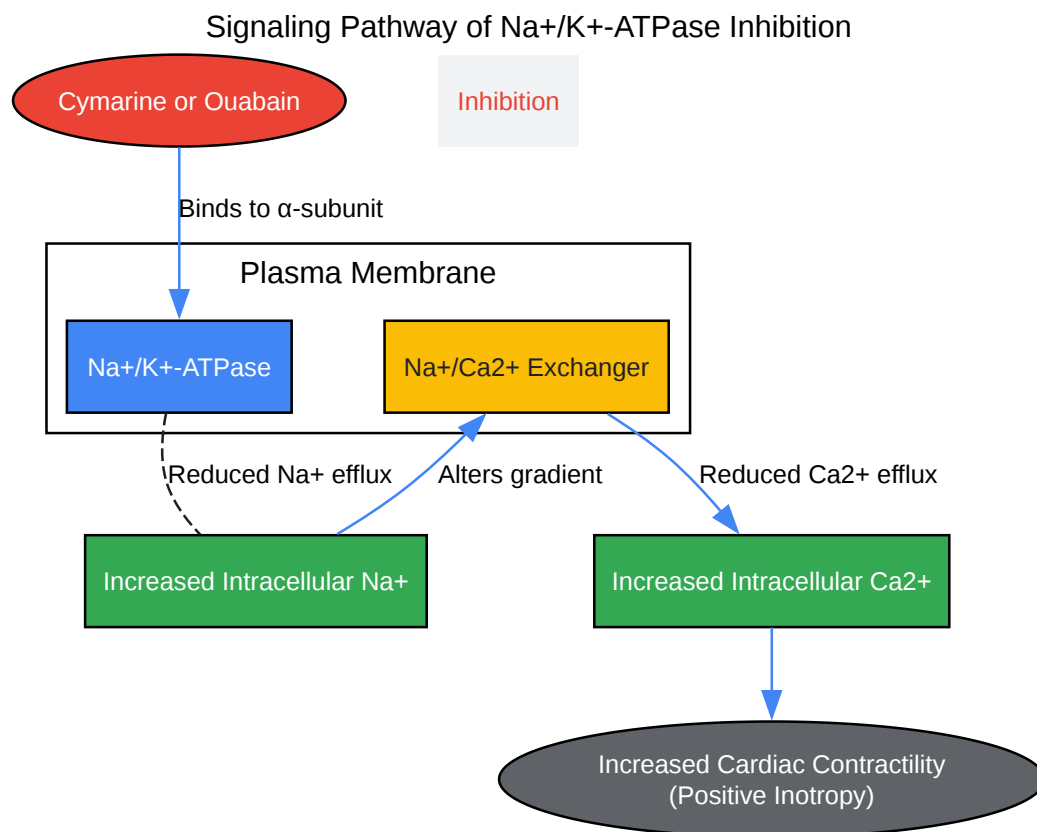 Signaling Pathway of Na+/K+-ATPase Inhibition
Cymarine or Ouabain
Inhibition
Binds to α-subunit
Plasma Membrane
Na+/K+-ATPase
Na+/Ca2+ Exchanger
Reduced Na+ efflux
Alters gradient
Reduced Ca2+ efflux
Increased Intracellular Na+
Increased Intracellular Ca2+
Increased Cardiac Contractility
(Positive Inotropy)